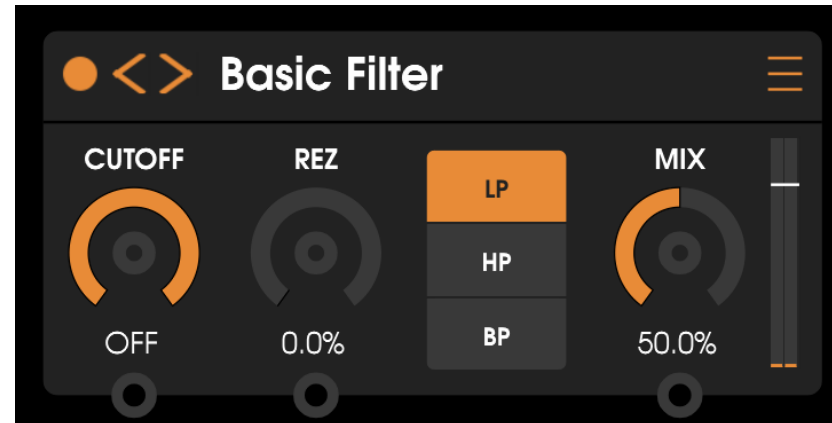 Basic Filter
CUTOFF
REZ
MIX
LP
HP
BP
OFF
0.0%
50.0%